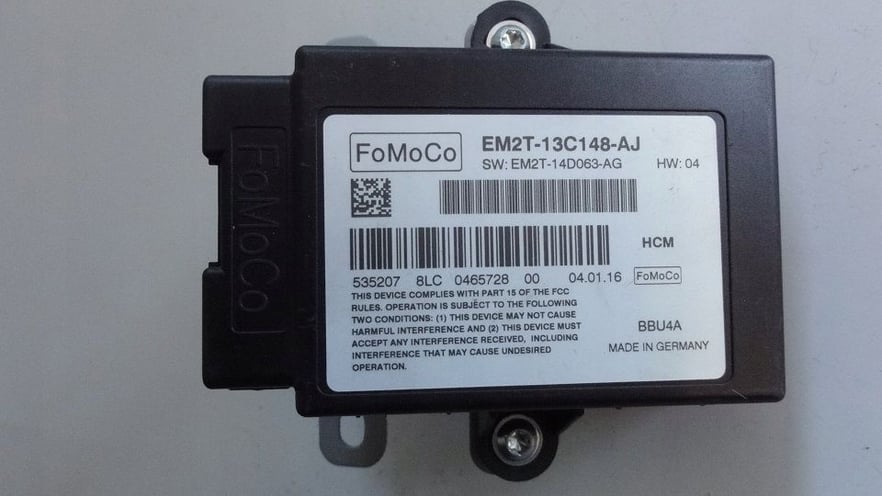 FoMoCo
FoMoCo
EM2T-13C148-AJ
SW: EM2T-14D063-AG HW: 04
HCM
535207 8LC 0465728 00 04.01.16 FoMoCo
THIS DEVICE COMPLIES WITH PART 15 OF THE FCC
RULES. OPERATION IS SUBJECT TO THE FOLLOWING
TWO CONDITIONS: (1) THIS DEVICE MAY NOT CAUSE
HARMFUL INTERFERENCE AND (2) THIS DEVICE MUST
ACCEPT ANY INTERFERENCE RECEIVED, INCLUDING
INTERFERENCE THAT MAY CAUSE UNDESIRED
OPERATION.
BBU4A
MADE IN GERMANY